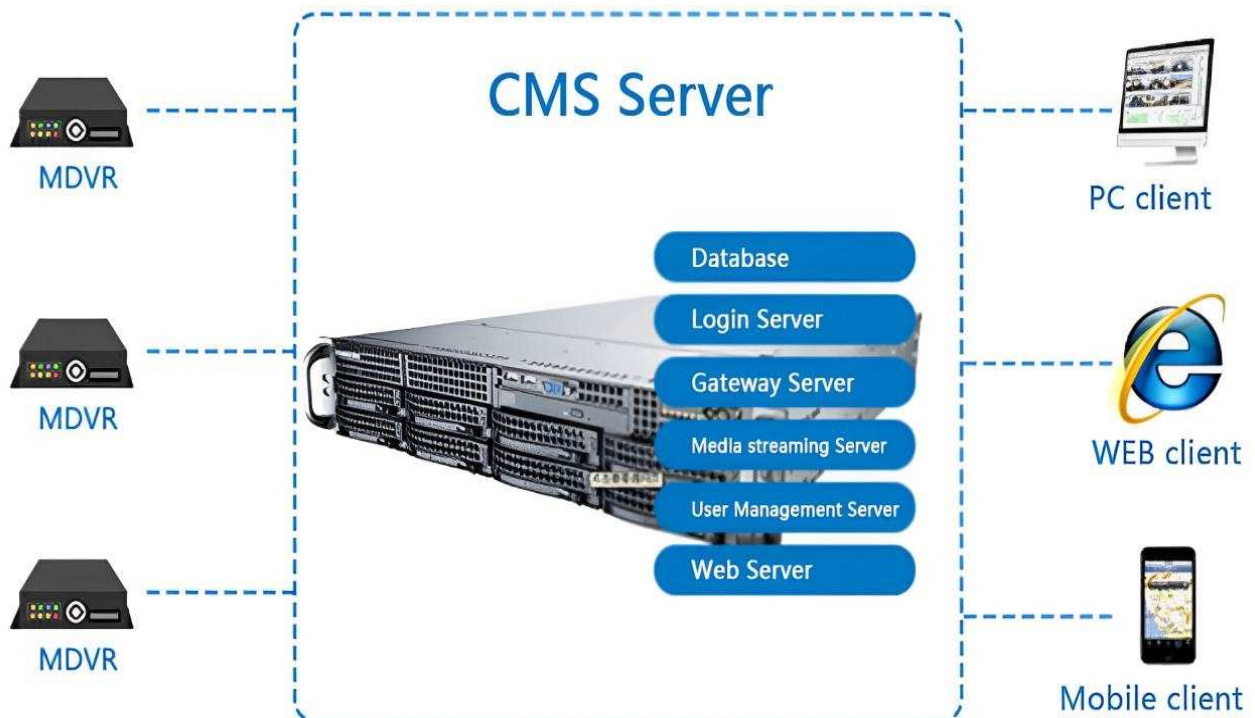 CMS Server
MDVR
MDVR
MDVR
Database
Login Server
Gateway Server
Media streaming Server
User Management Server
Web Server
PC client
WEB client
Mobile client